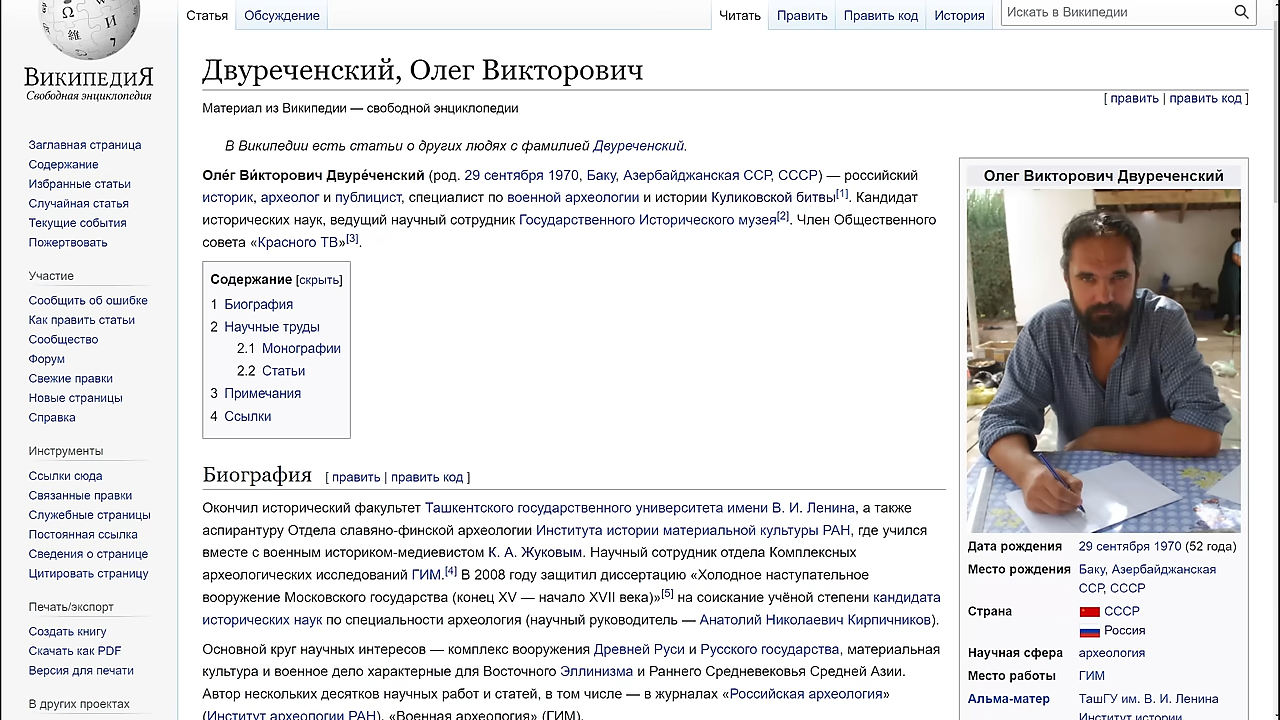 Статья
Обсуждение
Читать
Править
Править код
История
Искать в Википедии
Ω
И
維
7
ВикипедиЯ
Свободная энциклопедия
Заглавная страница
Содержание
Избранные статьи
Случайная статья
Текущие события
Пожертвовать
Участие
Сообщить об ошибке
Как править статьи
Сообщество
Форум
Свежие правки
Новые страницы
Справка
Инструменты
Ссылки сюда
Связанные правки
Служебные страницы
Постоянная ссылка
Сведения о странице
Цитировать страницу
Печать/экспорт
Создать книгу
Скачать как PDF
Версия для печати
В других проектах
Двуреченский, Олег Викторович
[ править | править код ]
Материал из Википедии — свободной энциклопедии
В Википедии есть статьи о других людях с фамилией Двуреченский.
Оле́г Ви́кторович Двуре́ченский (род. 29 сентября 1970, Баку, Азербайджанская ССР, СССР) — российский
историк, археолог и публицист, специалист по военной археологии и истории Куликовской битвы[1]. Кандидат
исторических наук, ведущий научный сотрудник Государственного Исторического музея[2]. Член Общественного
совета «Красного ТВ»[3].
Содержание [скрыть]
1 Биография
2 Научные труды
2.1 Монографии
2.2 Статьи
3 Примечания
4 Ссылки
Биография [ править | править код ]
Окончил исторический факультет Ташкентского государственного университета имени В. И. Ленина, а также
аспирантуру Отдела славяно-финской археологии Института истории материальной культуры РАН, где учился
вместе с военным историком-медиевистом К. А. Жуковым. Научный сотрудник отдела Комплексных
археологических исследований ГИМ.[4] В 2008 году защитил диссертацию «Холодное наступательное
вооружение Московского государства (конец XV — начало XVII века)»[5] на соискание учёной степени кандидата
исторических наук по специальности археология (научный руководитель — Анатолий Николаевич Кирпичников).
Основной круг научных интересов — комплекс вооружения Древней Руси и Русского государства, материальная
культура и военное дело характерные для Восточного Эллинизма и Раннего Средневековья Средней Азии.
Автор нескольких десятков научных работ и статей, в том числе — в журналах «Российская археология»
(Институт археологии РАН), «Военная археология» (ГИМ).
Олег Викторович Двуреченский
Дата рождения 29 сентября 1970 (52 года)
Место рождения Баку, Азербайджанская
ССР, СССР
Страна СССР
Россия
Научная сфера археология
Место работы ГИМ
Альма-матер ТашГУ им. В. И. Ленина
Институт истории